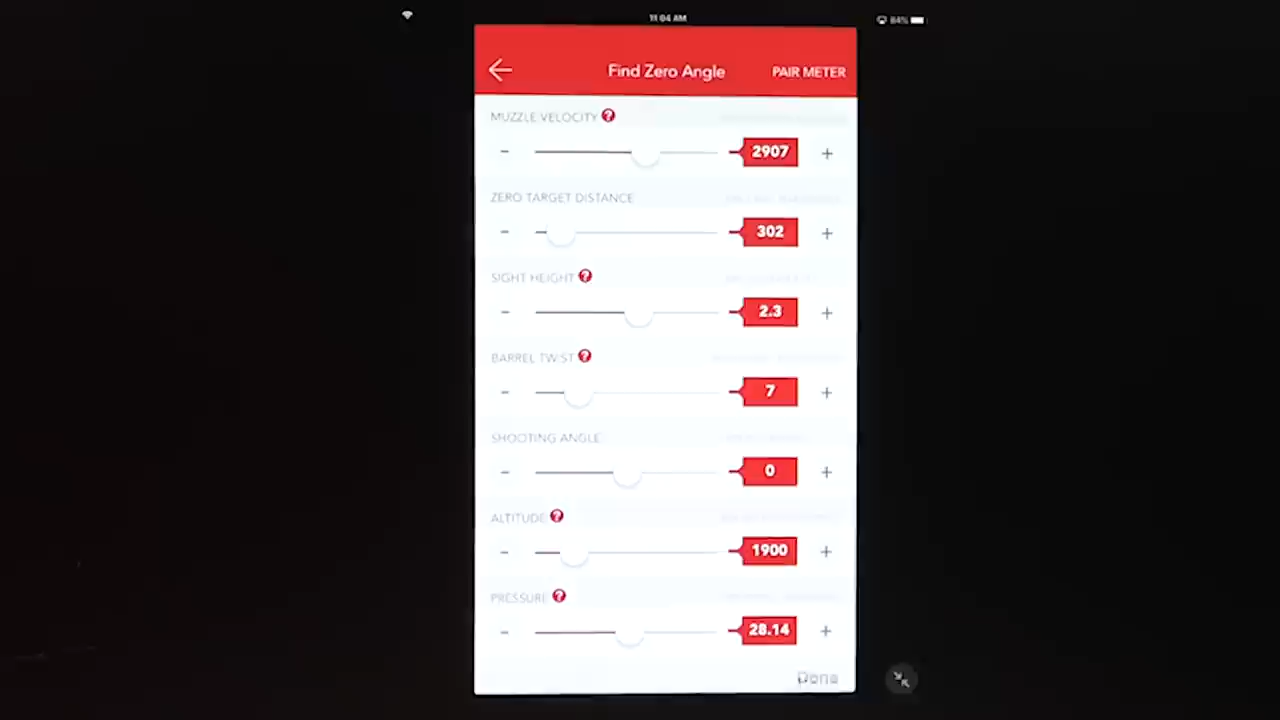 11:04 AM
84%
Find Zero Angle
PAIR METER
MUZZLE VELOCITY ?
- 2907 +
ZERO TARGET DISTANCE
- 302 +
SIGHT HEIGHT ?
- 2.3 +
BARREL TWIST ?
- 7 +
SHOOTING ANGLE
- 0 +
ALTITUDE ?
- 1900 +
PRESSURE ?
- 28.14 +
Done